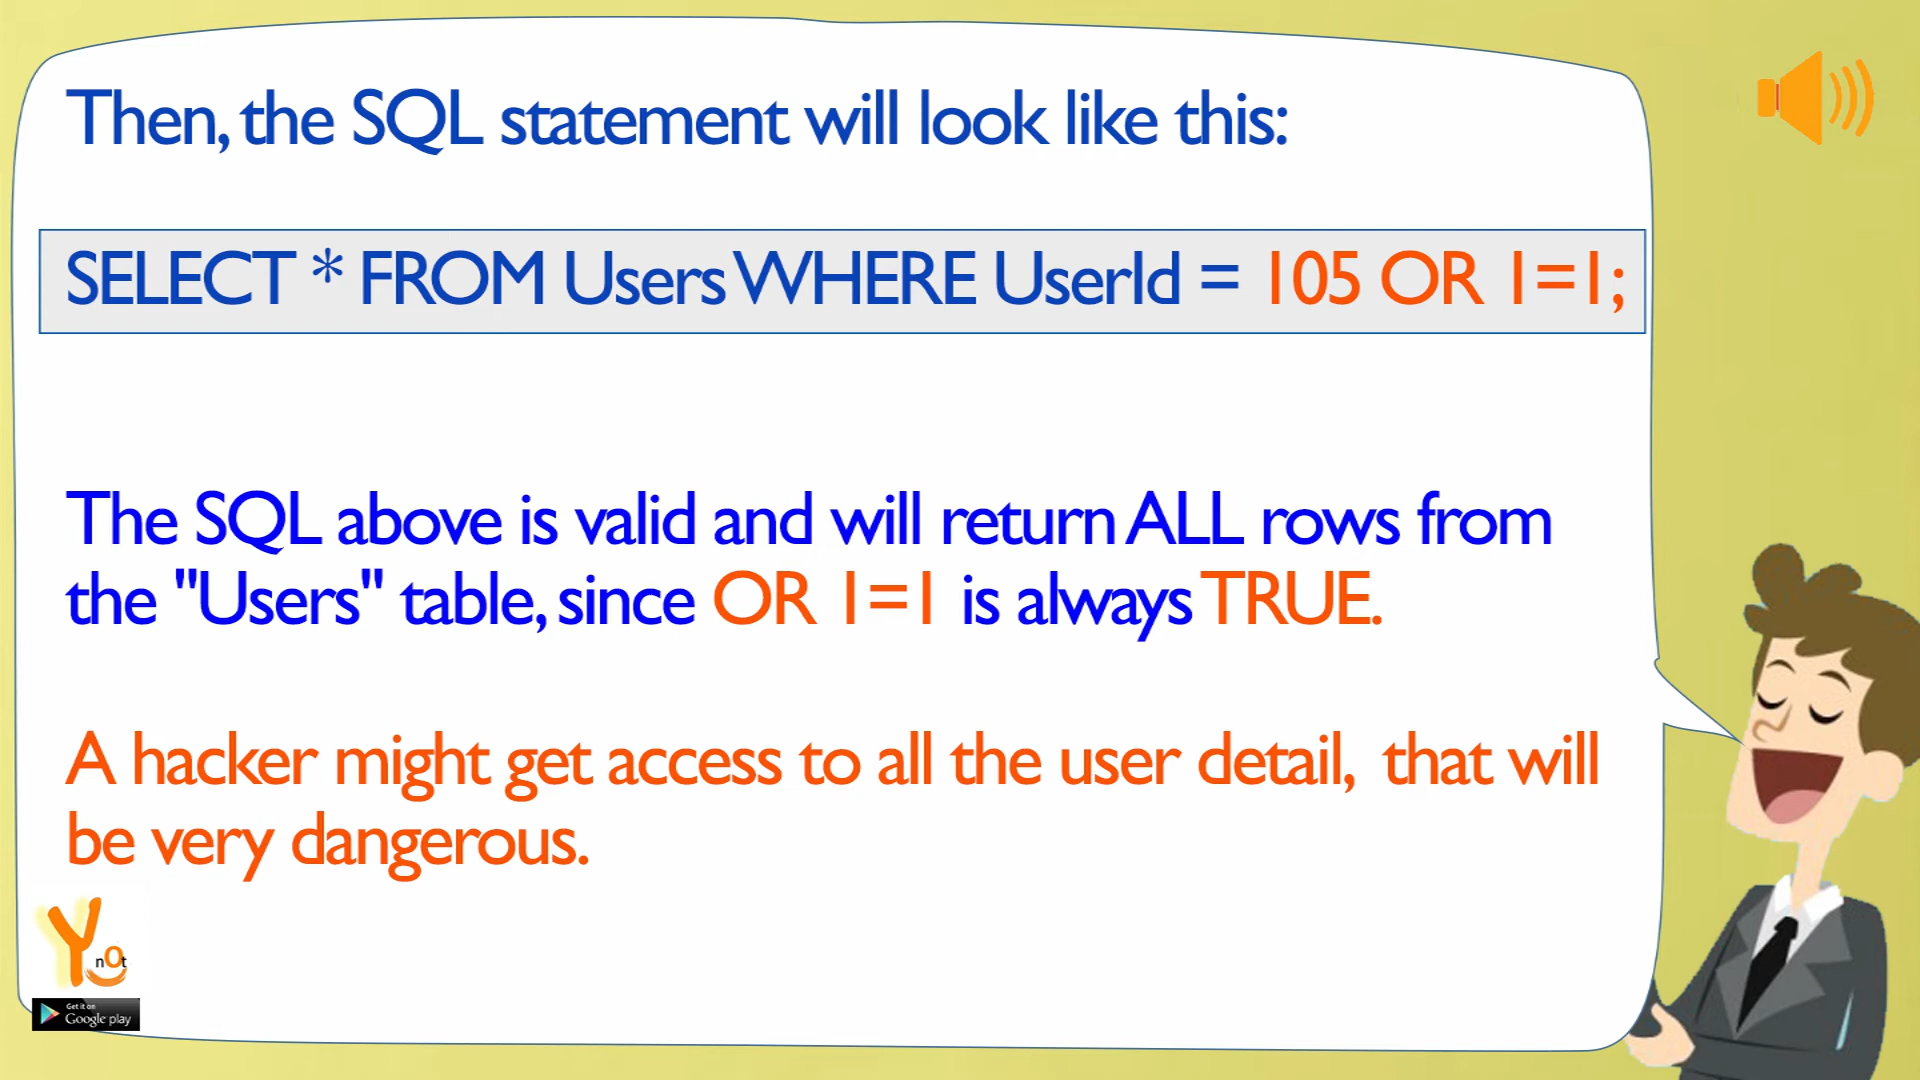 Then, the SQL statement will look like this:
SELECT * FROM Users WHERE UserId = 105 OR 1=1;
The SQL above is valid and will return ALL rows from
the "Users" table, since OR 1=1 is always TRUE.
A hacker might get access to all the user detail, that will
be very dangerous.
Y
nOt
Get it on
Google play